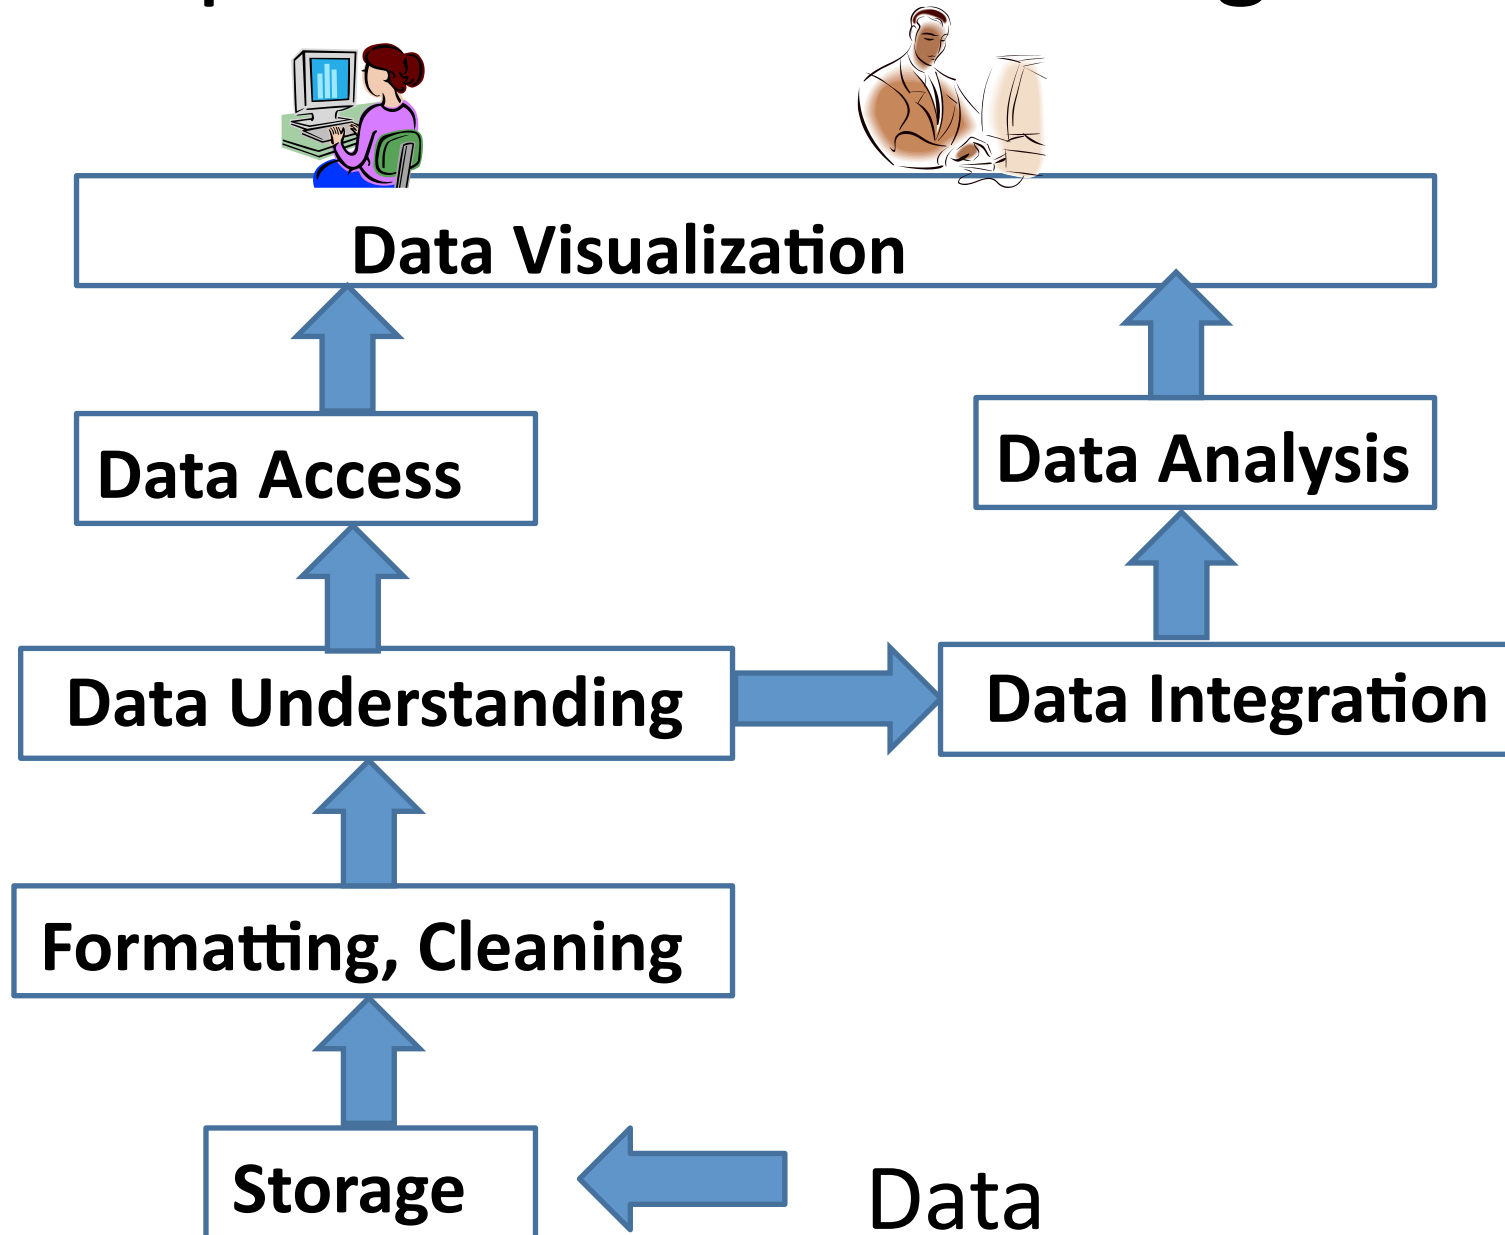 Data Visualization
Data Access
Data Analysis
Data Understanding
Data Integration
Formatting, Cleaning
Storage
Data